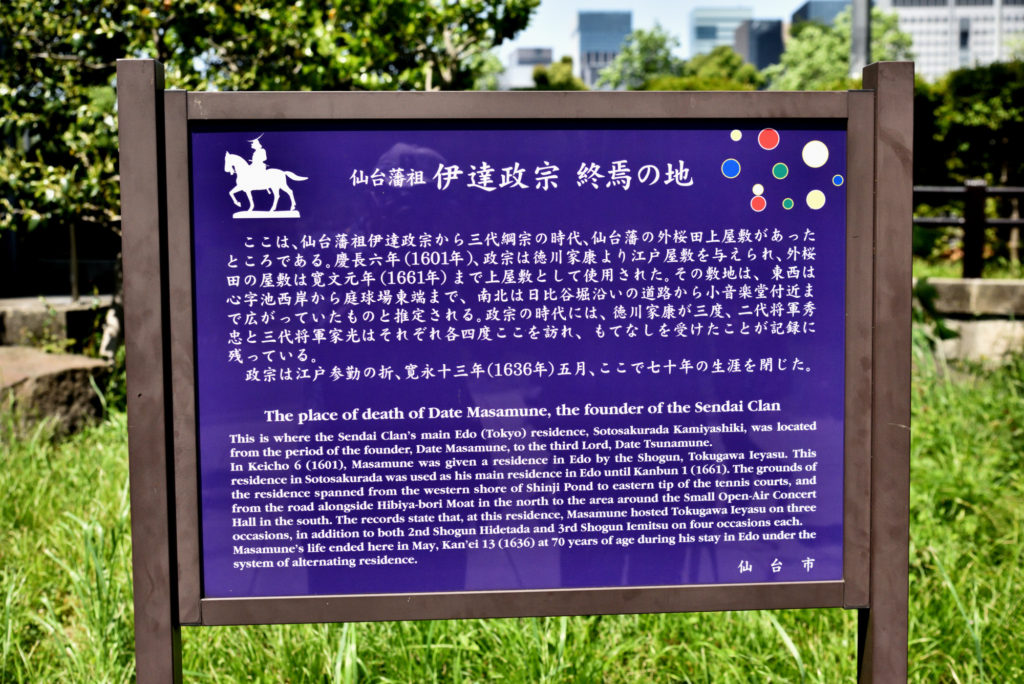 仙台藩祖 伊達政宗 終焉の地
ここは、仙台藩祖伊達政宗から三代綱宗の時代、仙台藩の外桜田上屋敷があった
ところである。慶長六年(1601年)、政宗は徳川家康より江戸屋敷を与えられ、外桜
田の屋敷は寛文元年(1661年)まで上屋敷として使用された。その敷地は、東西は
心字池西岸から庭球場東端まで、南北は日比谷堀沿いの道路から小音楽堂付近ま
で広がっていたものと推定される。政宗の時代には、徳川家康が三度、二代将軍秀
忠と三代将軍家光はそれぞれ各四度ここを訪れ、もてなしを受けたことが記録に
残っている。
政宗は江戸参勤の折、寛永十三年(1636年)五月、ここで七十年の生涯を閉じた。
The place of death of Date Masamune, the founder of the Sendai Clan
This is where the Sendai Clan's main Edo (Tokyo) residence, Sotosakurada Kamiyashiki, was located
from the period of the founder, Date Masamune, to the third Lord, Date Tsunamune.
In Keicho 6 (1601), Masamune was given a residence in Edo by the Shogun, Tokugawa Ieyasu. This
residence in Sotosakurada was used as his main residence in Edo until Kanbun 1 (1661). The grounds of
the residence spanned from the western shore of Shinji Pond to eastern tip of the tennis courts, and
from the road alongside Hibiya-bori Moat in the north to the area around the Small Open-Air Concert
Hall in the south. The records state that, at this residence, Masamune hosted Tokugawa Ieyasu on three
occasions, in addition to both 2nd Shogun Hidetada and 3rd Shogun Iemitsu on four occasions each.
Masamune's life ended here in May, Kan'ei 13 (1636) at 70 years of age during his stay in Edo under the
system of alternating residence.
仙台市